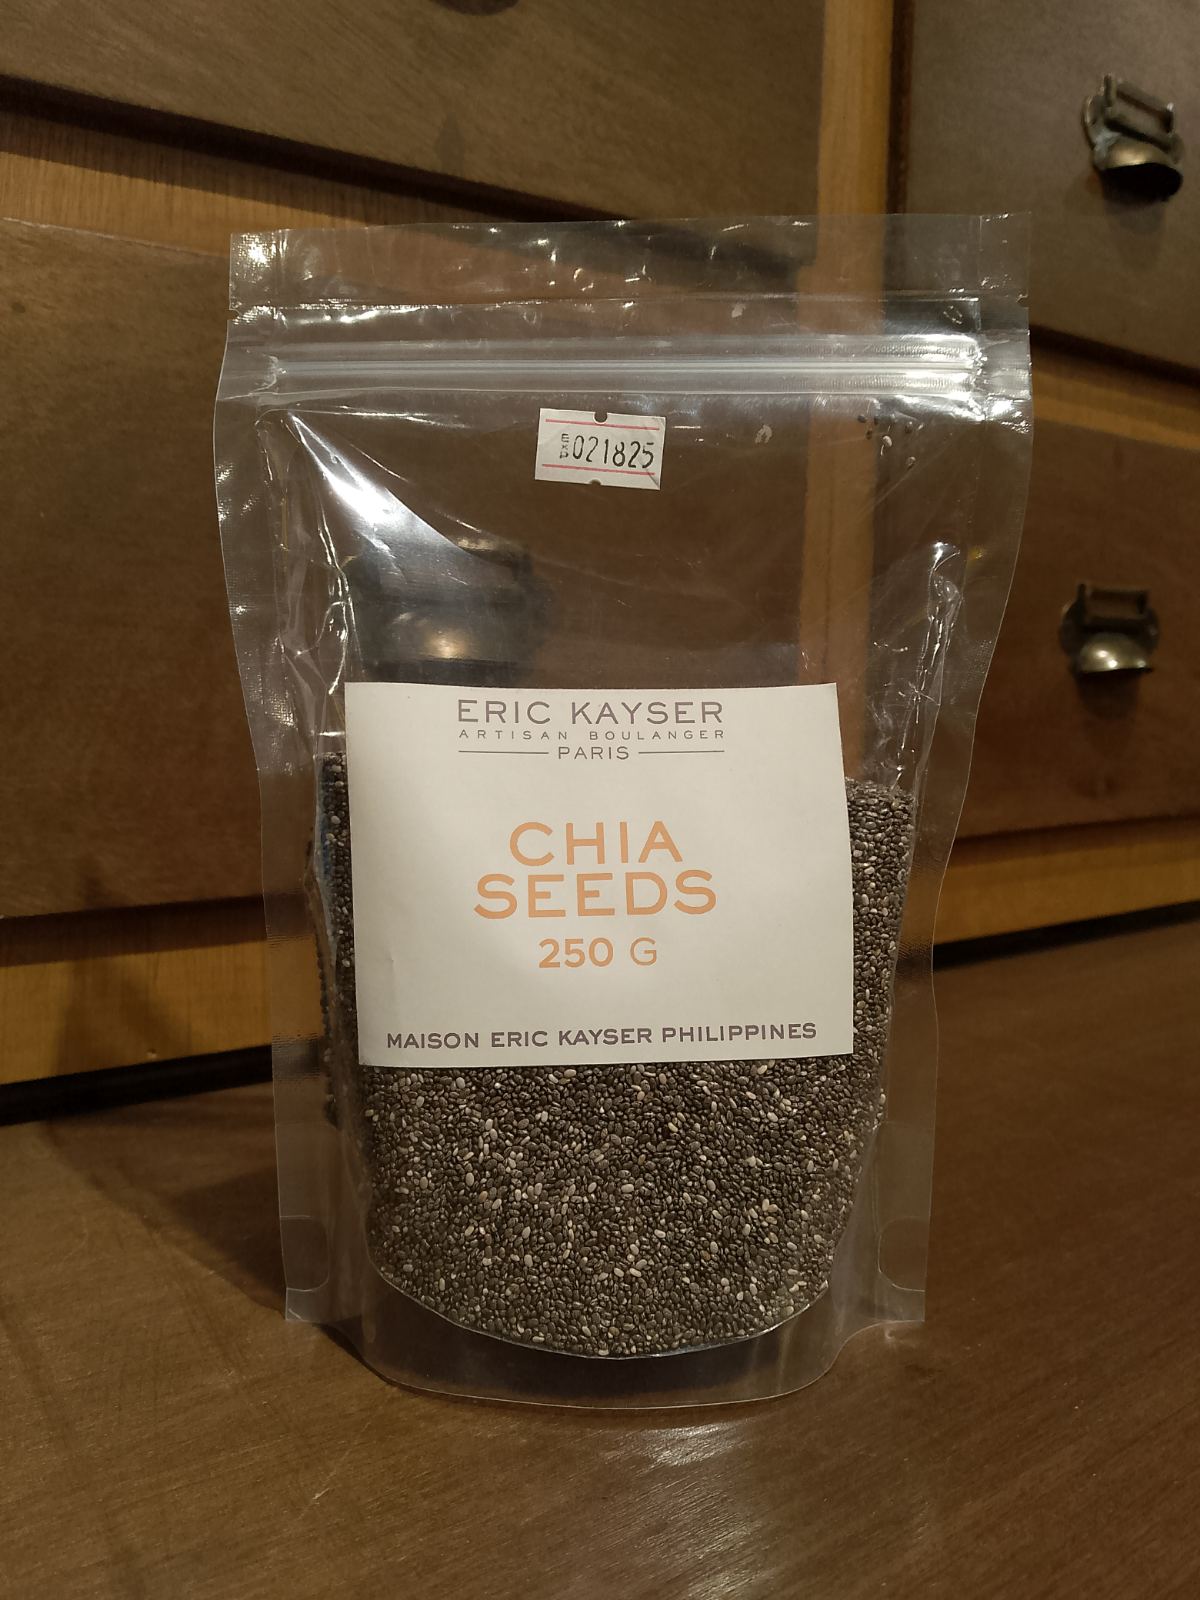 EXP 021825
ERIC KAYSER
ARTISAN BOULANGER
PARIS
CHIA
SEEDS
250 G
MAISON ERIC KAYSER PHILIPPINES